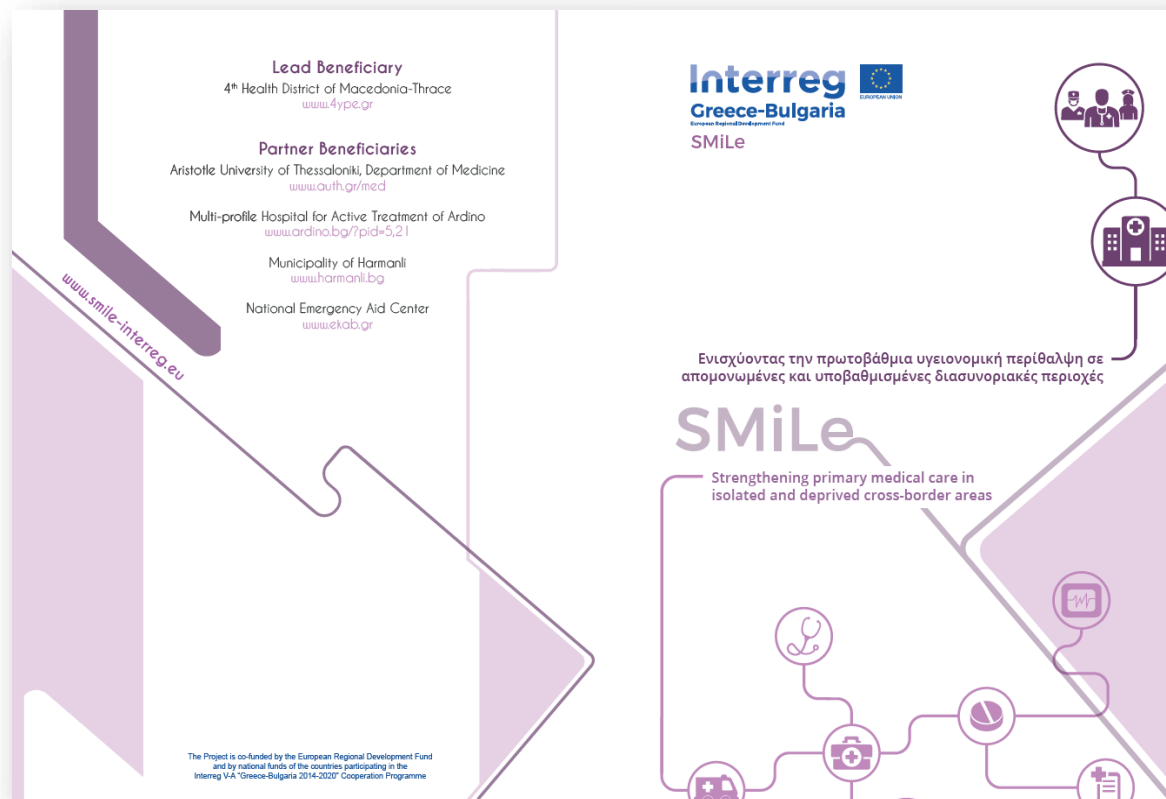 Lead Beneficiary
4th Health District of Macedonia-Thrace
www.4ype.gr
Partner Beneficiaries
Aristotle University of Thessaloniki, Department of Medicine
www.auth.gr/med
Multi-profile Hospital for Active Treatment of Ardino
www.ardino.bg/?pid=5,21
Municipality of Harmanli
www.harmanli.bg
National Emergency Aid Center
www.ekab.gr
www.smile-interreg.eu
The Project is co-funded by the European Regional Development Fund
and by national funds of the countries participating in the
Interreg V-A "Greece-Bulgaria 2014-2020" Cooperation Programme
Interreg
EUROPEAN UNION
Greece-Bulgaria
European Regional Development Fund
SMiLe
Ενισχύοντας την πρωτοβάθμια υγειονομική περίθαλψη σε
απομονωμένες και υποβαθμισμένες διασυνοριακές περιοχές
SMiLe
Strengthening primary medical care in
isolated and deprived cross-border areas